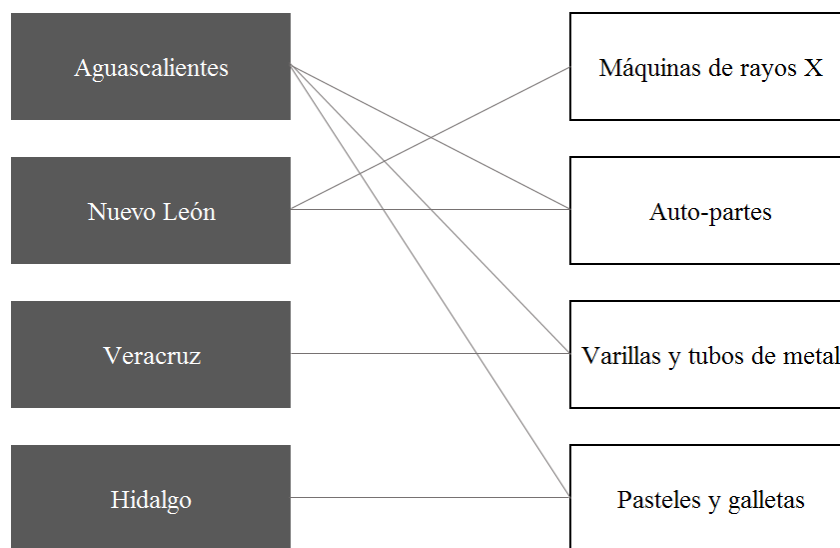 Aguascalientes
Máquinas de rayos X
Nuevo León
Auto-partes
Veracruz
Varillas y tubos de metal
Hidalgo
Pasteles y galletas